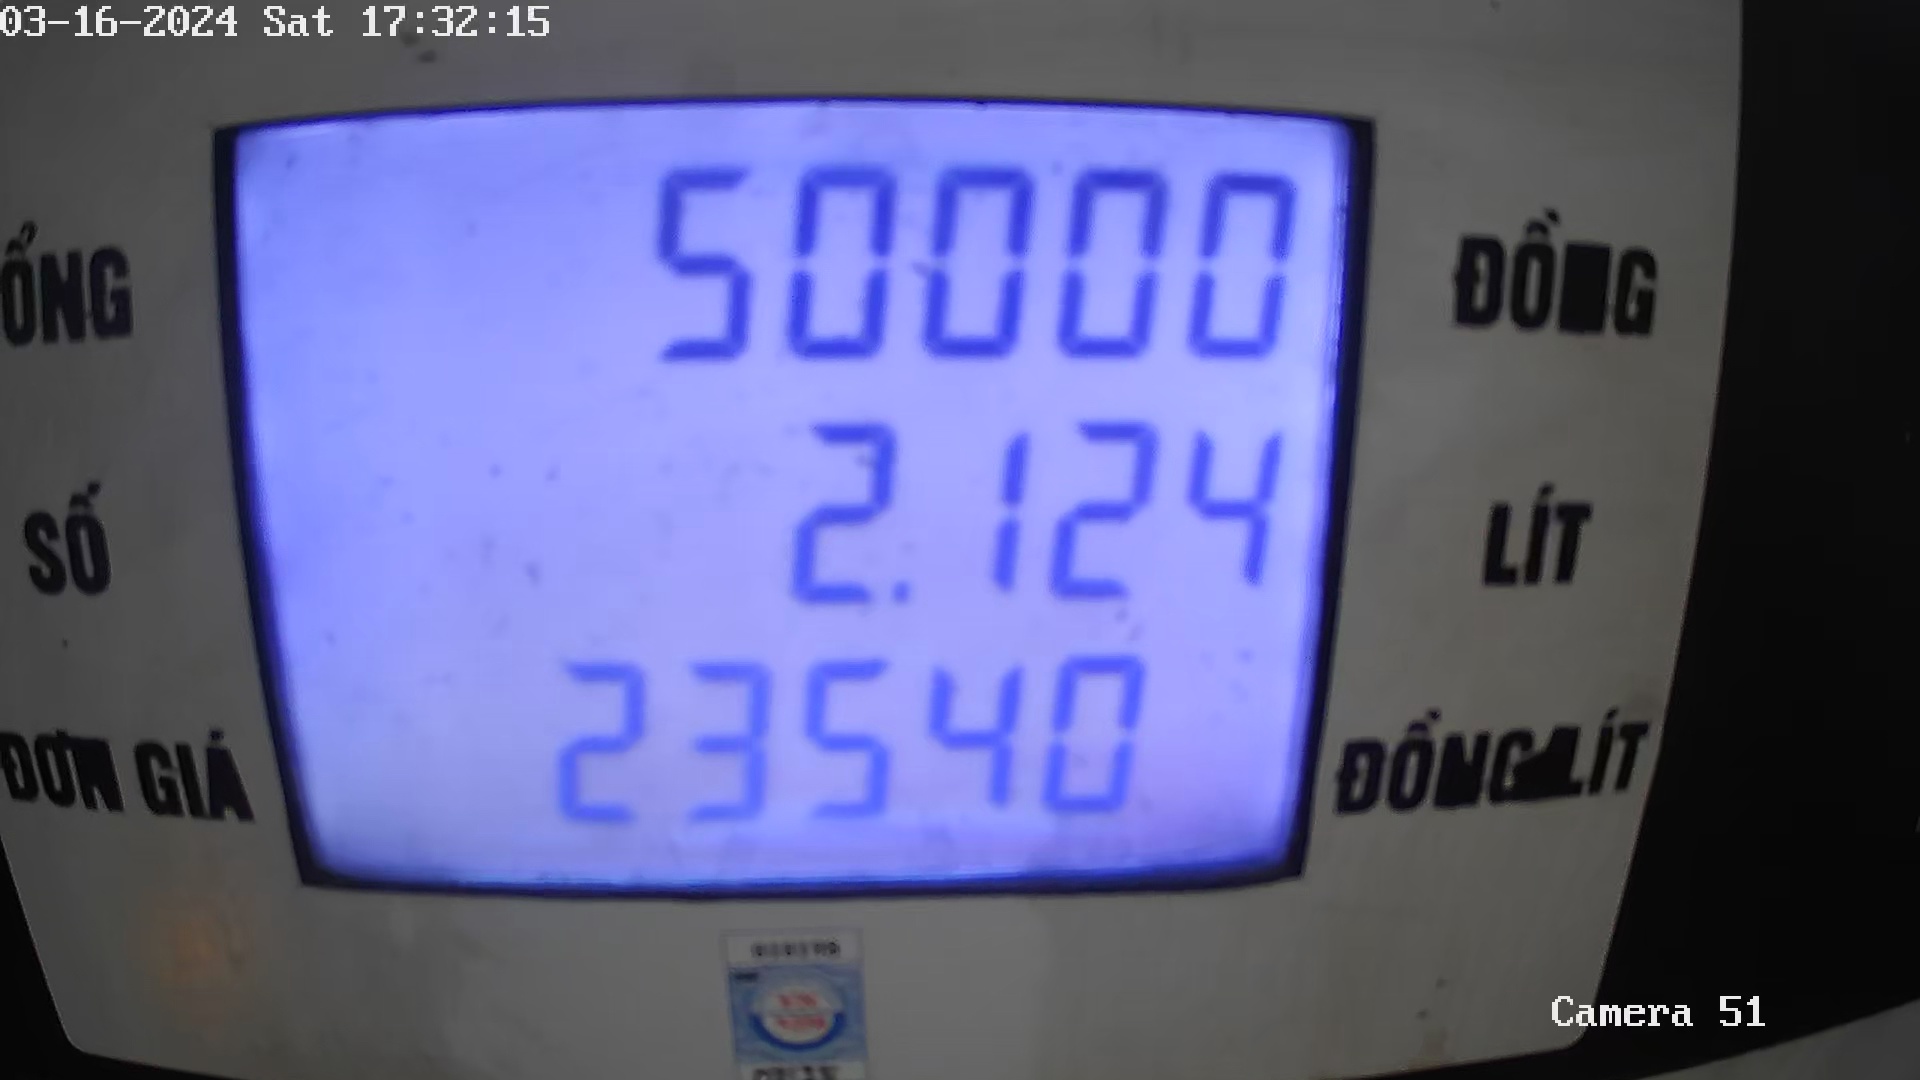 03-16-2024 Sat 17:32:15
50000
ỔNG ĐỒNG
2.124
SỐ LÍT
23540
ĐƠN GIÁ ĐỒNG/LÍT
Camera 51